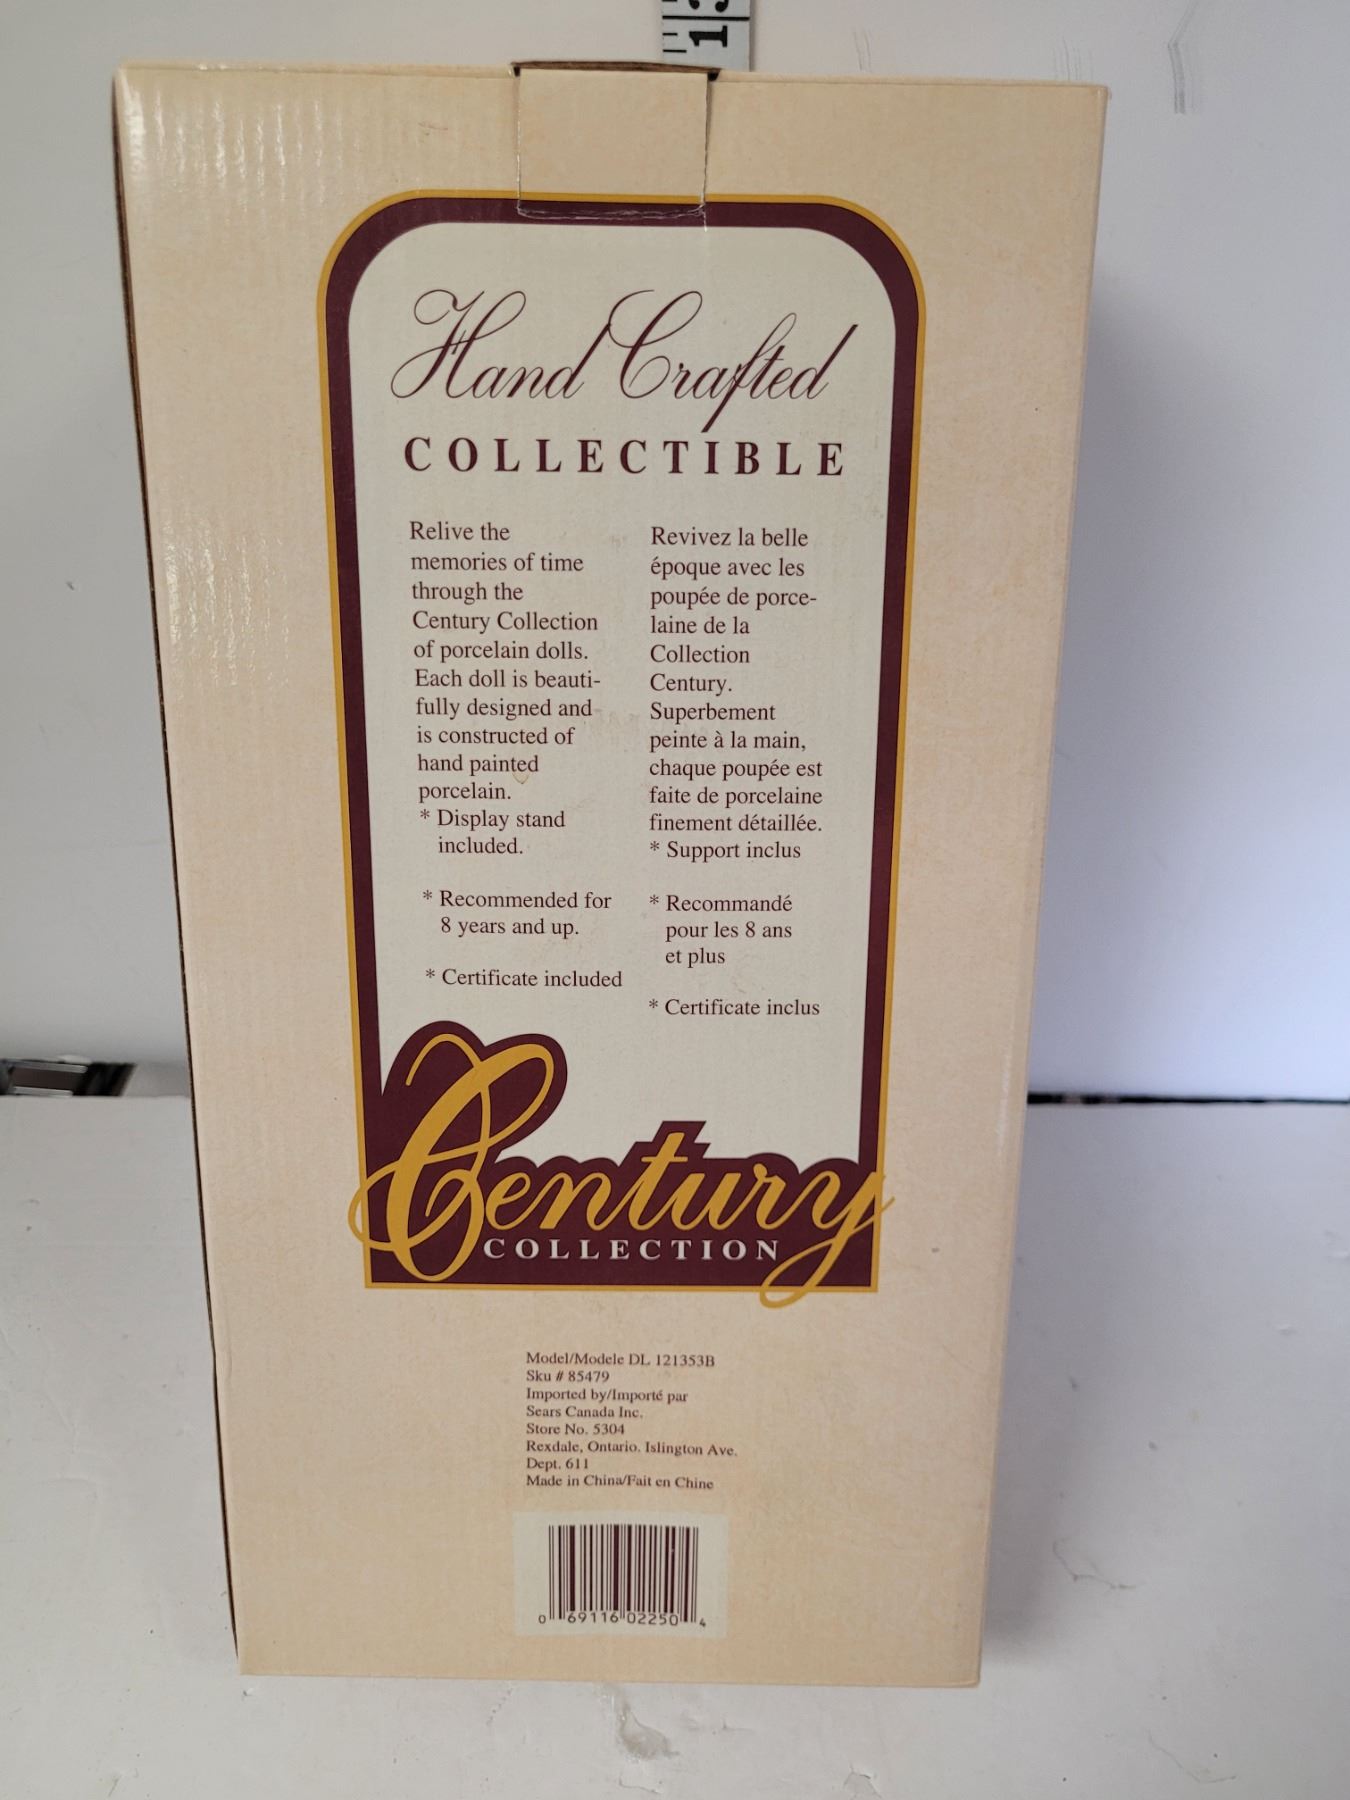 Hand Crafted
COLLECTIBLE
Relive the
memories of time
through the
Century Collection
of porcelain dolls.
Each doll is beauti-
fully designed and
is constructed of
hand painted
porcelain.
* Display stand
included.
* Recommended for
8 years and up.
* Certificate included
Revivez la belle
époque avec les
poupée de porce-
laine de la
Collection
Century.
Superbement
peinte à la main,
chaque poupée est
faite de porcelaine
finement détaillée.
* Support inclus
* Recommandé
pour les 8 ans
et plus
* Certificate inclus
Century
COLLECTION
Model/Modele DL 121353B
Sku # 85479
Imported by/Importé par
Sears Canada Inc.
Store No. 5304
Rexdale, Ontario. Islington Ave.
Dept. 611
Made in China/Fait en Chine
0 69116 02250 4